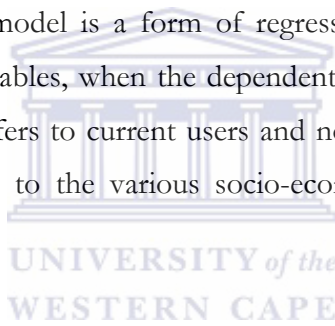 model is a form of regress
ables, when the dependent
fers to current users and
to the various socio-econ
UNIVERSITY of the
WESTERN CAPE